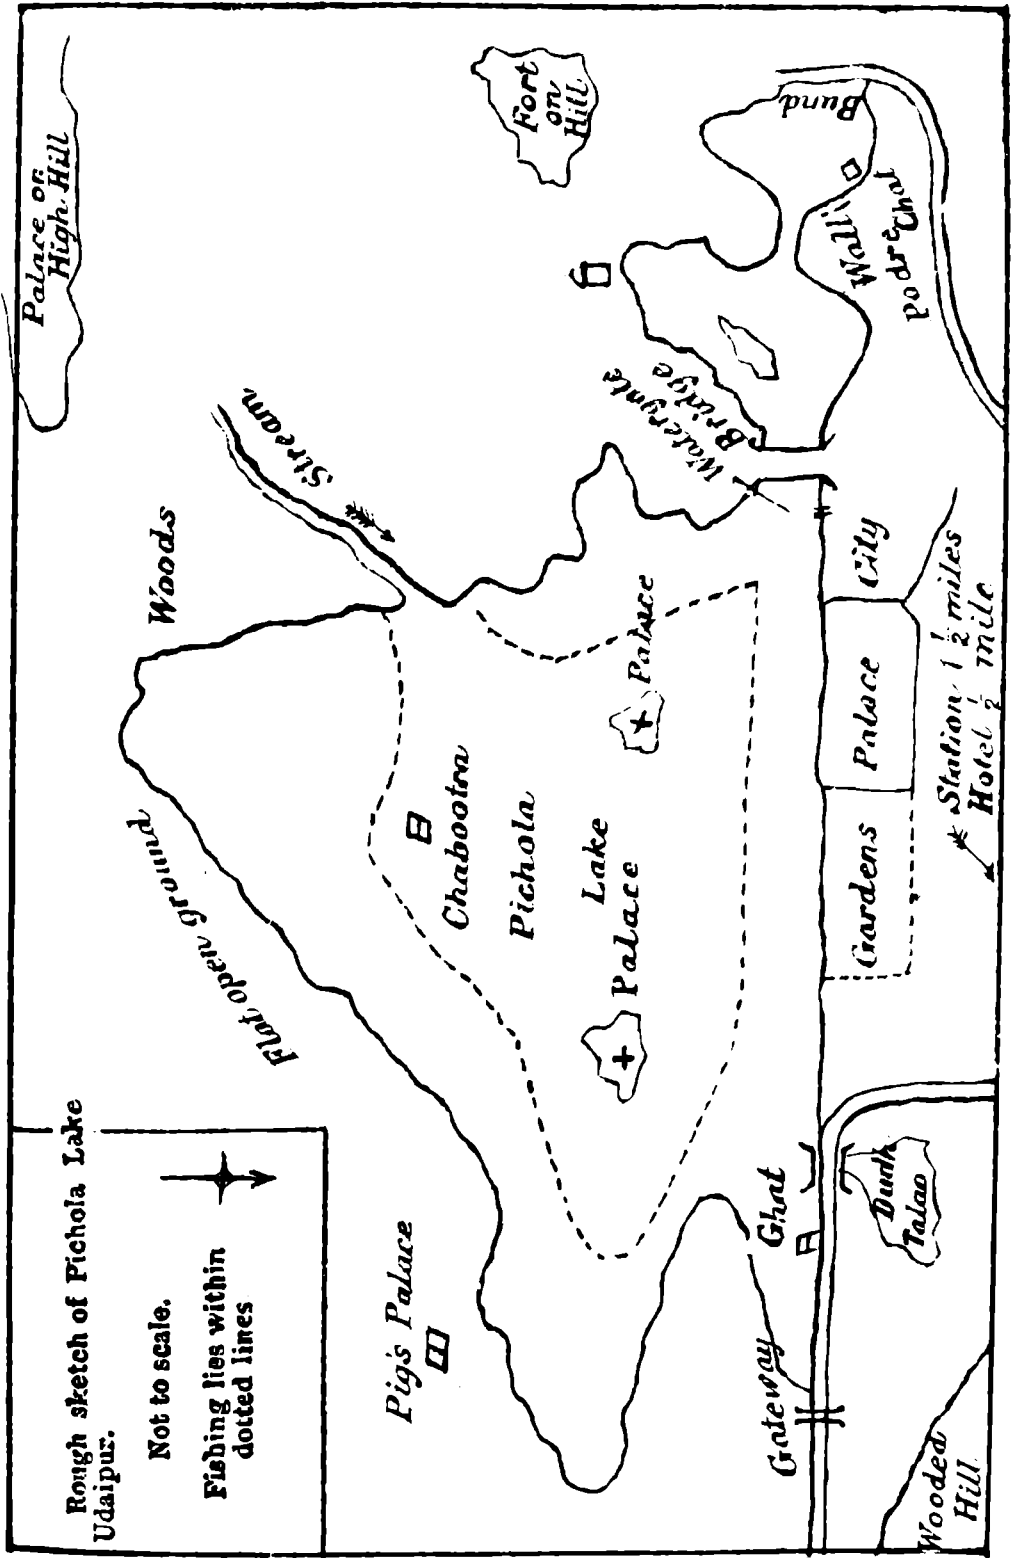 Rough sketch of Pichola Lake
Udaipur.
Not to scale.
Fishing lies within
dotted lines
Palace on
High Hill
Woods
Stream
Flat open ground
Pig's Palace
Fort
on
Hill
Chabootra
Pichola
Lake
Palace
Palace
Watergate
Bridge
Bund
Wall
Podre Ghat
City
Palace
Gardens
Ghat
Gateway
Dudh
Talao
Station 1 1/2 miles
Hotel 1/2 mile
Wooded
Hill